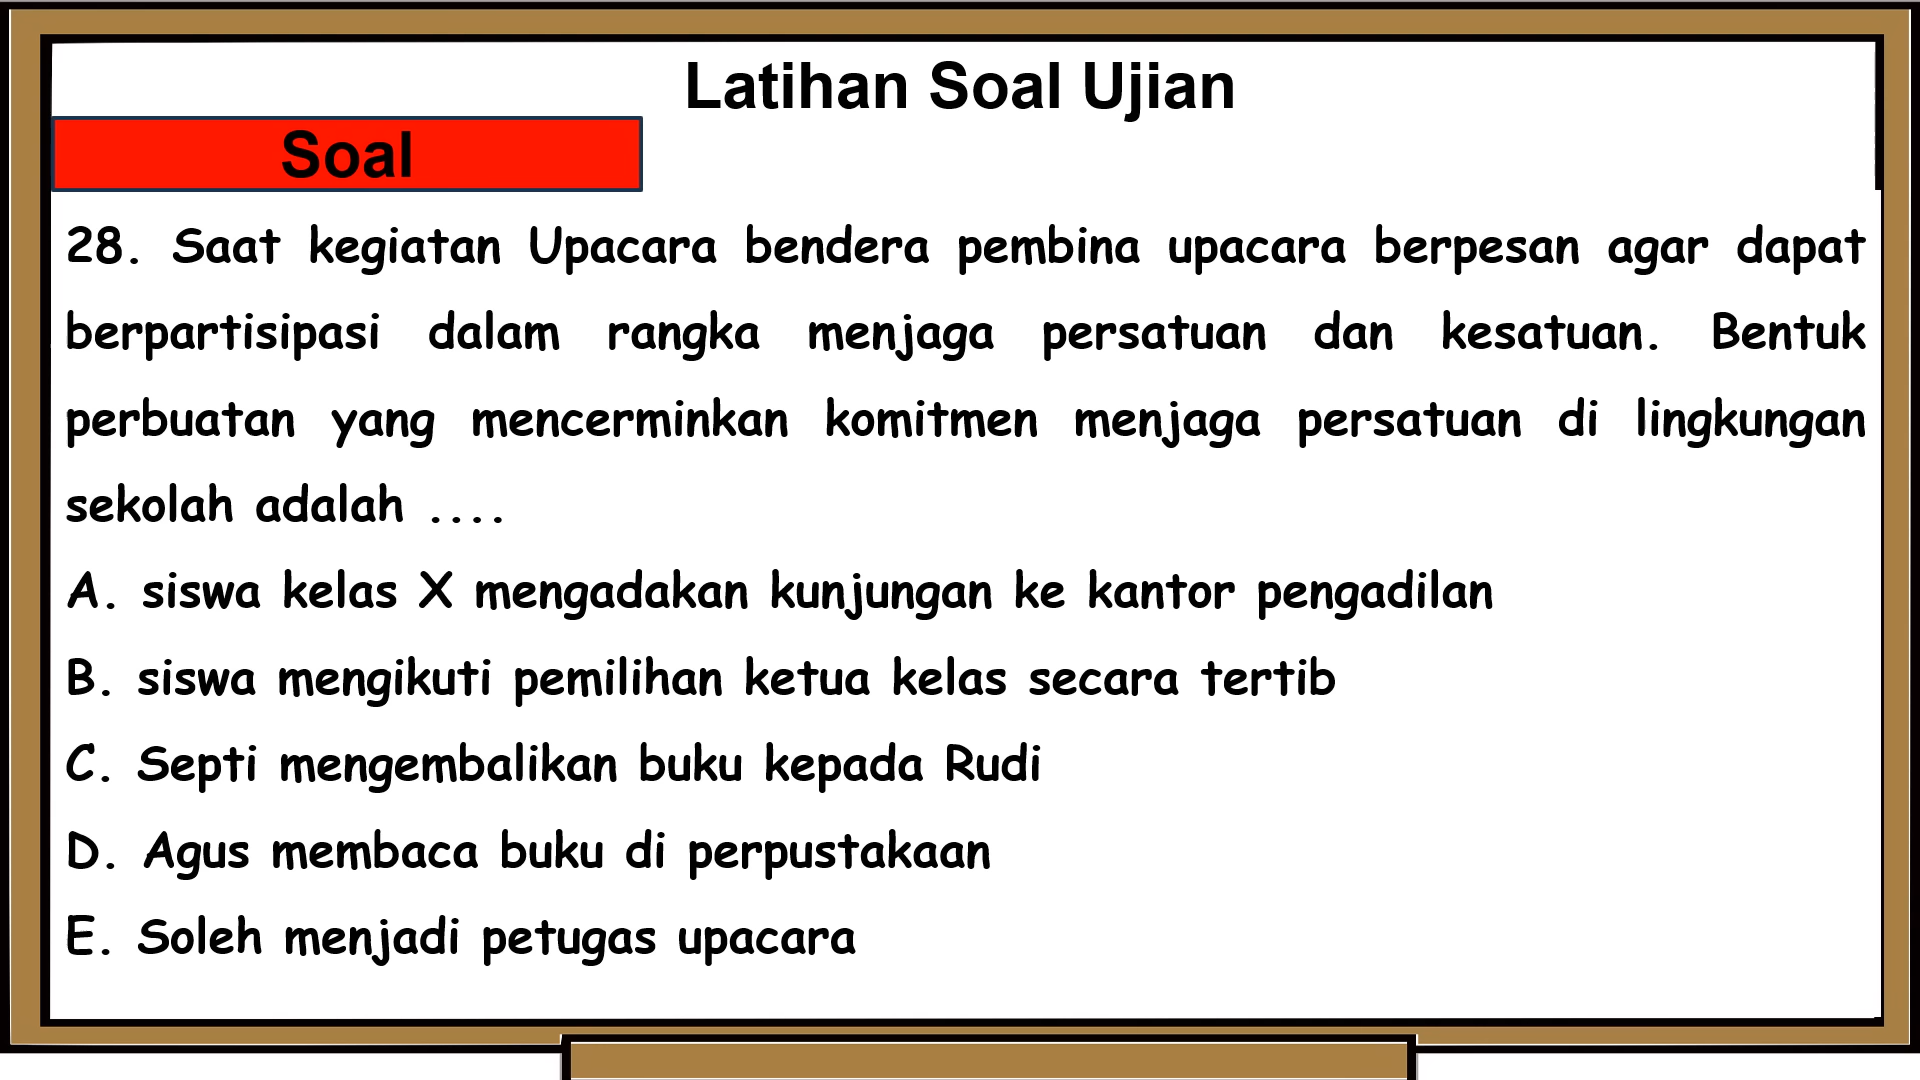 Latihan Soal Ujian
Soal
28. Saat kegiatan Upacara bendera pembina upacara berpesan agar dapat
berpartisipasi dalam rangka menjaga persatuan dan kesatuan. Bentuk
perbuatan yang mencerminkan komitmen menjaga persatuan di lingkungan
sekolah adalah ....
A. siswa kelas X mengadakan kunjungan ke kantor pengadilan
B. siswa mengikuti pemilihan ketua kelas secara tertib
C. Septi mengembalikan buku kepada Rudi
D. Agus membaca buku di perpustakaan
E. Soleh menjadi petugas upacara